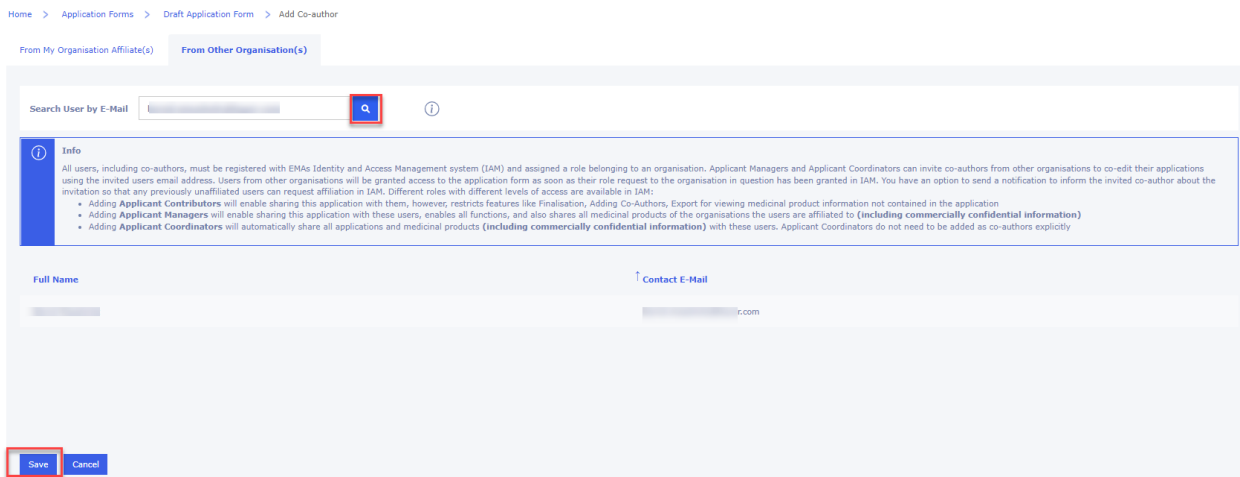 Home > Application Forms > Draft Application Form > Add Co-author
From My Organisation Affiliate(s) From Other Organisation(s)
Search User by E-Mail
Info
All users, including co-authors, must be registered with EMAs Identity and Access Management system (IAM) and assigned a role belonging to an organisation. Applicant Managers and Applicant Coordinators can invite co-authors from other organisations to co-edit their applications
using the invited users email address. Users from other organisations will be granted access to the application form as soon as their role request to the organisation in question has been granted in IAM. You have an option to send a notification to inform the invited co-author about the
invitation so that any previously unaffiliated users can request affiliation in IAM. Different roles with different levels of access are available in IAM:
• Adding Applicant Contributors will enable sharing this application with them, however, restricts features like Finalisation, Adding Co-Authors, Export for viewing medicinal product information not contained in the application
• Adding Applicant Managers will enable sharing this application with these users, enables all functions, and also shares all medicinal products of the organisations the users are affiliated to (including commercially confidential information)
• Adding Applicant Coordinators will automatically share all applications and medicinal products (including commercially confidential information) with these users. Applicant Coordinators do not need to be added as co-authors explicitly
Full Name ↑ Contact E-Mail
r.com
Save Cancel